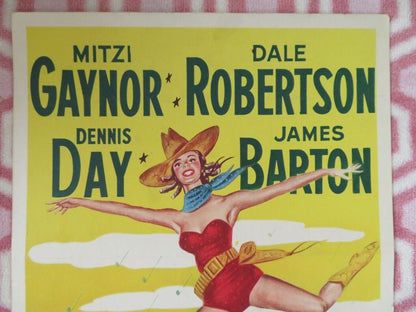 MITZI DALE
GAYNOR ROBERTSON
DENNIS JAMES
DAY BARTON